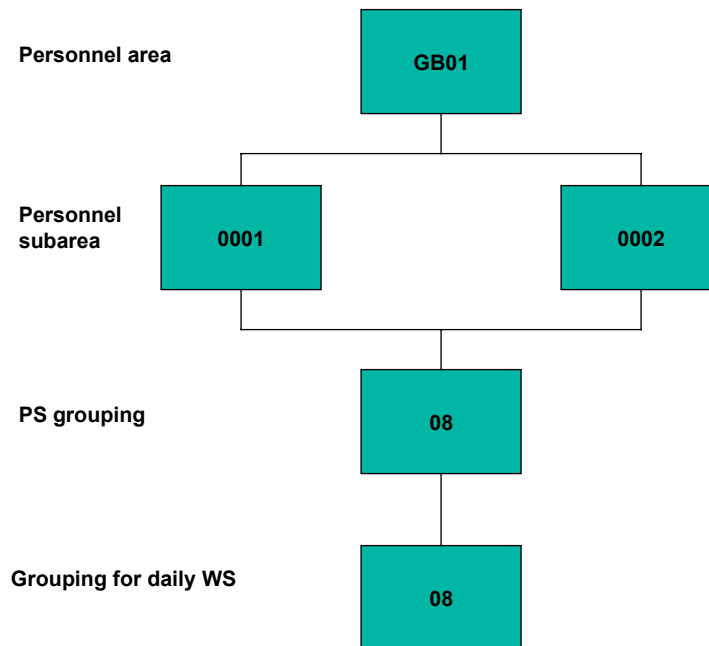 Personnel area
GB01
Personnel
subarea
0001
0002
PS grouping
08
Grouping for daily WS
08